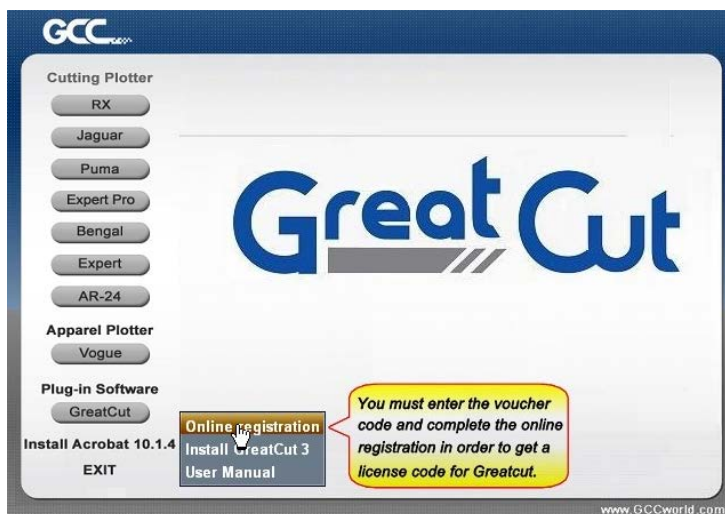 GCC
Cutting Plotter
RX
Jaguar
Puma
Expert Pro
Bengal
Expert
AR-24
Apparel Plotter
Vogue
Plug-in Software
GreatCut
Install Acrobat 10.1.4
EXIT
Great Cut
Online registration
Install GreatCut 3
User Manual
You must enter the voucher
code and complete the online
registration in order to get a
license code for Greatcut.
www.GCCworld.com